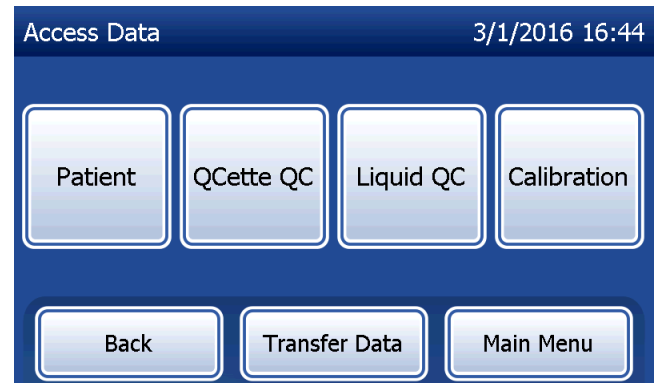 Access Data 3/1/2016 16:44
Patient QCette QC Liquid QC Calibration
Back Transfer Data Main Menu